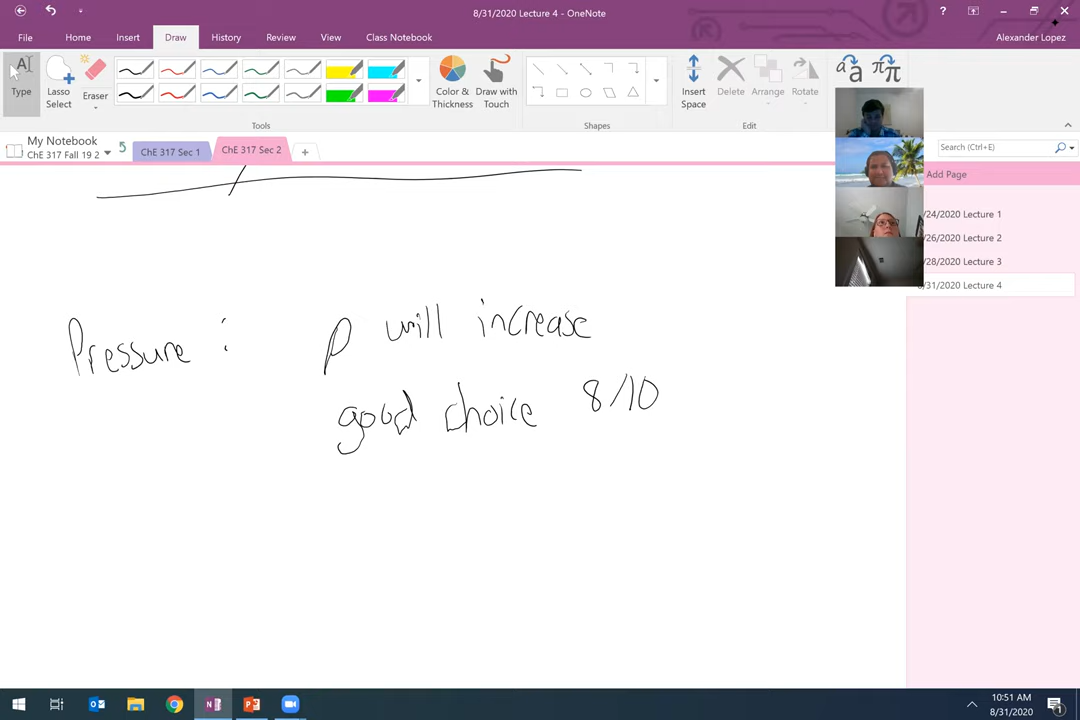 8/31/2020 Lecture 4 - OneNote
?
File
Home
Insert
Draw
History
Review
View
Class Notebook
Alexander Lopez
Type
Lasso Select
Eraser
Color & Thickness
Draw with Touch
Insert Space
Delete
Arrange
Rotate
Tools
Shapes
Edit
My Notebook
ChE 317 Fall 19 2
ChE 317 Sec 1
ChE 317 Sec 2
Search (Ctrl+E)
Add Page
/24/2020 Lecture 1
/26/2020 Lecture 2
/28/2020 Lecture 3
8/31/2020 Lecture 4
Pressure : ρ will increase
good choice 8/10
10:51 AM
8/31/2020